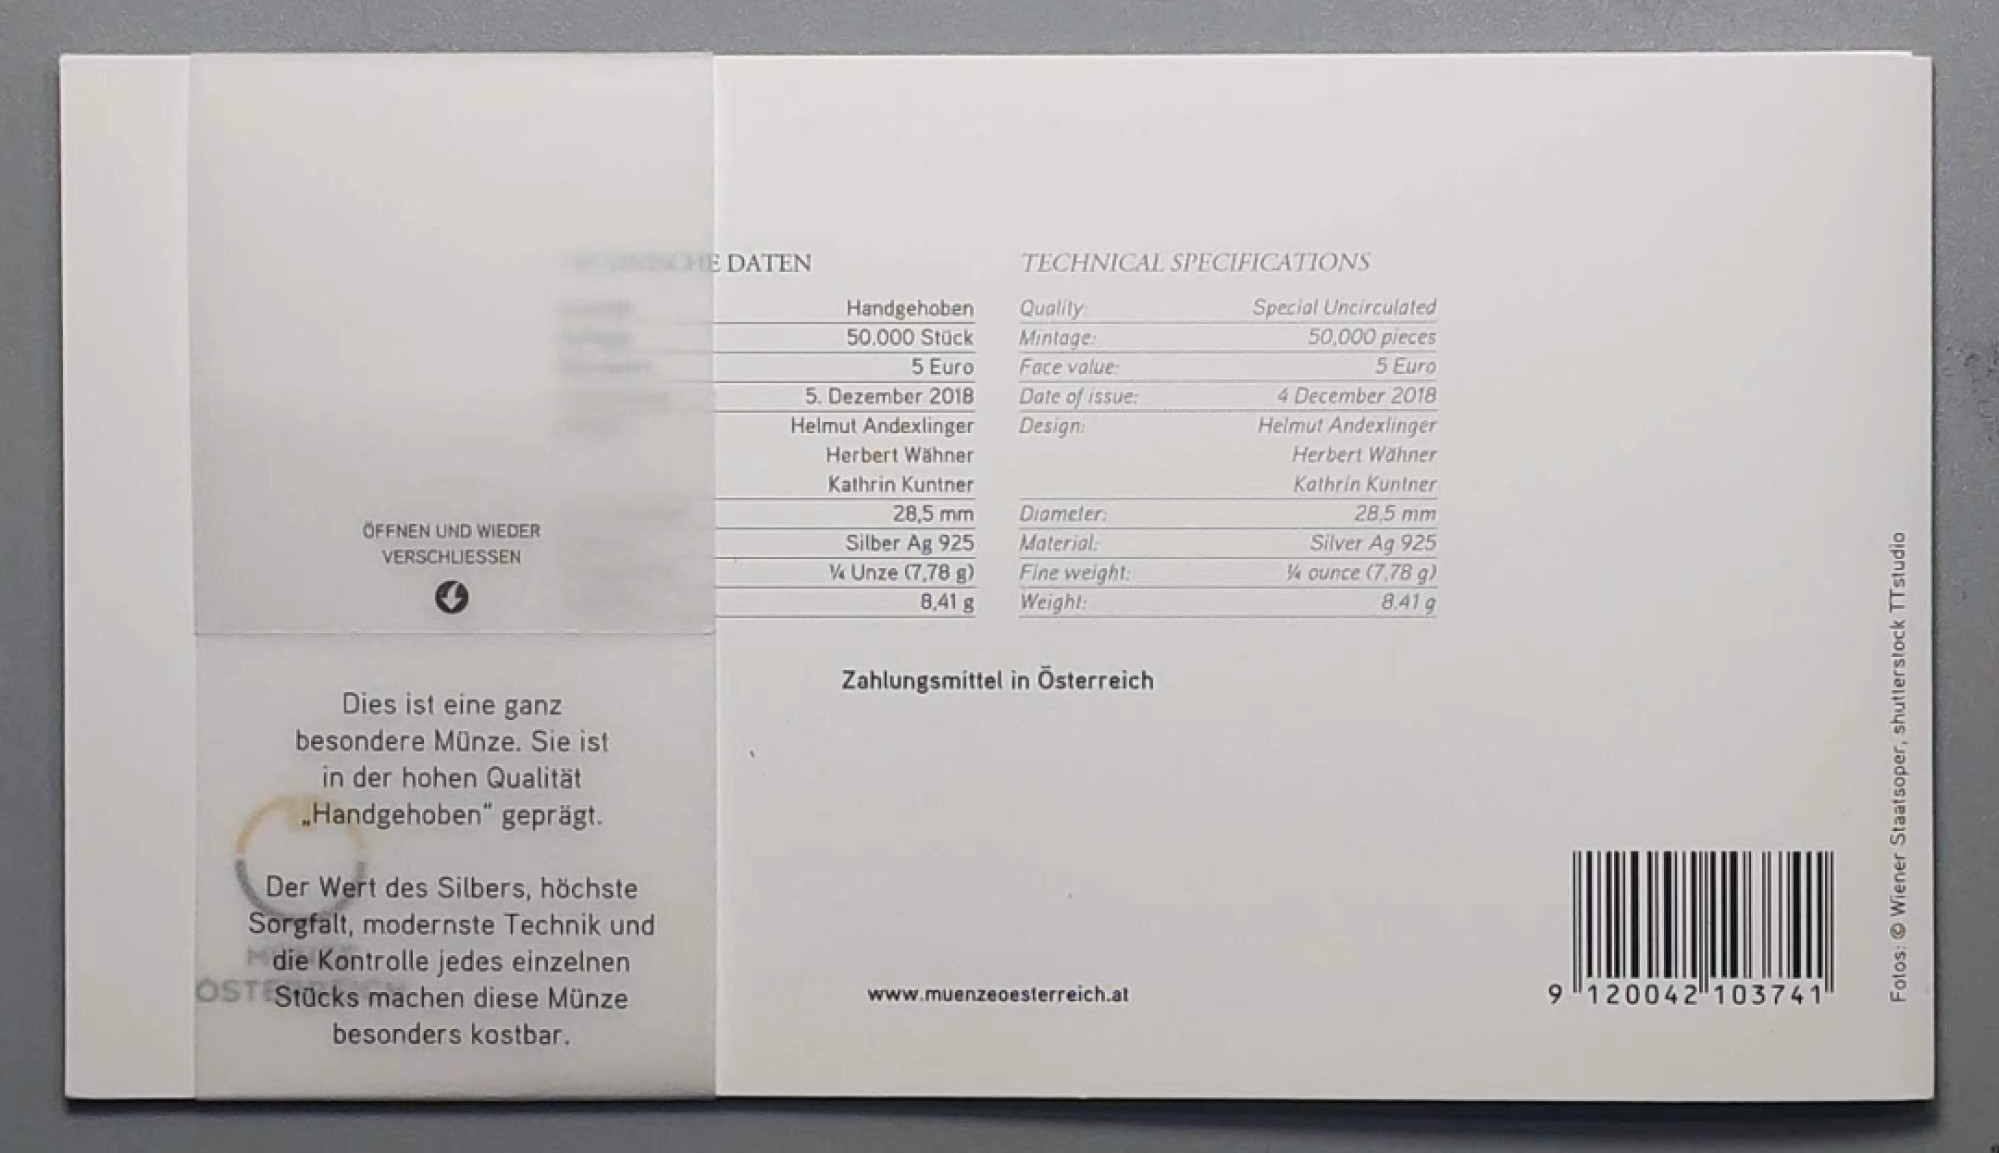 E DATEN
Handgehoben
50.000 Stück
5 Euro
5. Dezember 2018
Helmut Andexlinger
Herbert Wähner
Kathrin Kuntner
28,5 mm
Silber Ag 925
¼ Unze (7,78 g)
8,41 g
TECHNICAL SPECIFICATIONS
Quality: Special Uncirculated
Mintage: 50,000 pieces
Face value: 5 Euro
Date of issue: 4 December 2018
Design: Helmut Andexlinger
Herbert Wähner
Kathrin Kuntner
Diameter: 28,5 mm
Material: Silver Ag 925
Fine weight: ¼ ounce (7,78 g)
Weight: 8.41 g
ÖFFNEN UND WIEDER
VERSCHLIESSEN
Zahlungsmittel in Österreich
Dies ist eine ganz
besondere Münze. Sie ist
in der hohen Qualität
„Handgehoben“ geprägt.
Der Wert des Silbers, höchste
Sorgfalt, modernste Technik und
die Kontrolle jedes einzelnen
Stücks machen diese Münze
besonders kostbar.
www.muenzeoesterreich.at
9 120042 103741
Fotos: © Wiener Staatsoper, shutterstock TTstudio